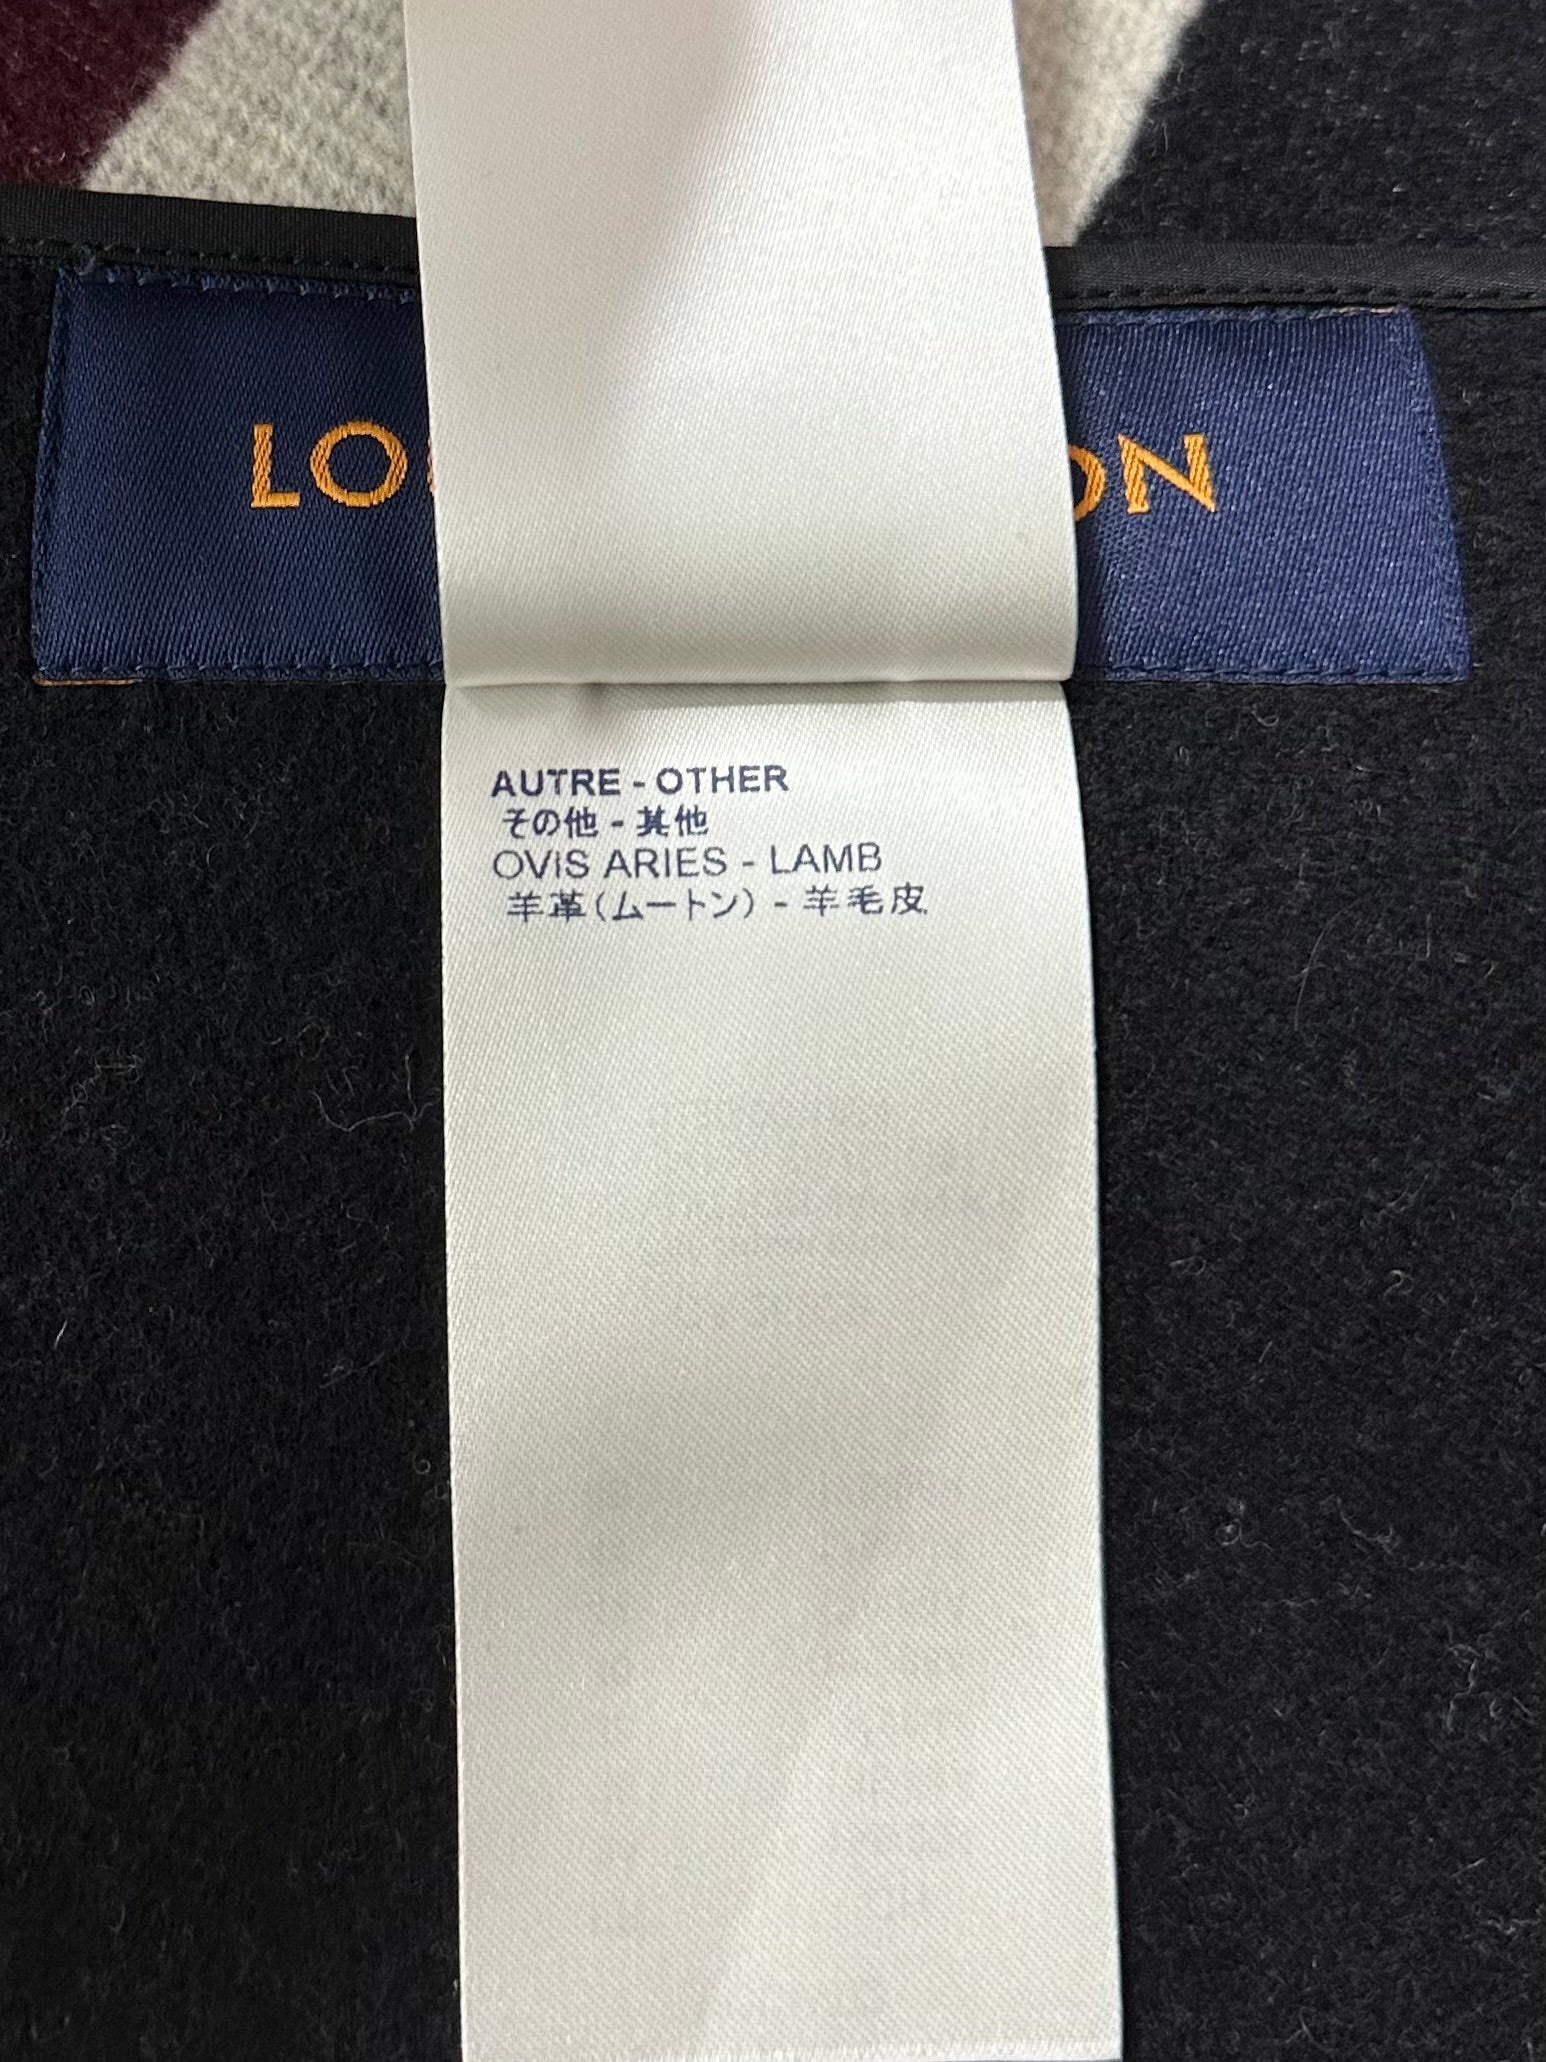 LO ON
AUTRE - OTHER
その他 - 其他
OVIS ARIES - LAMB
羊革(ムートン) - 羊毛皮